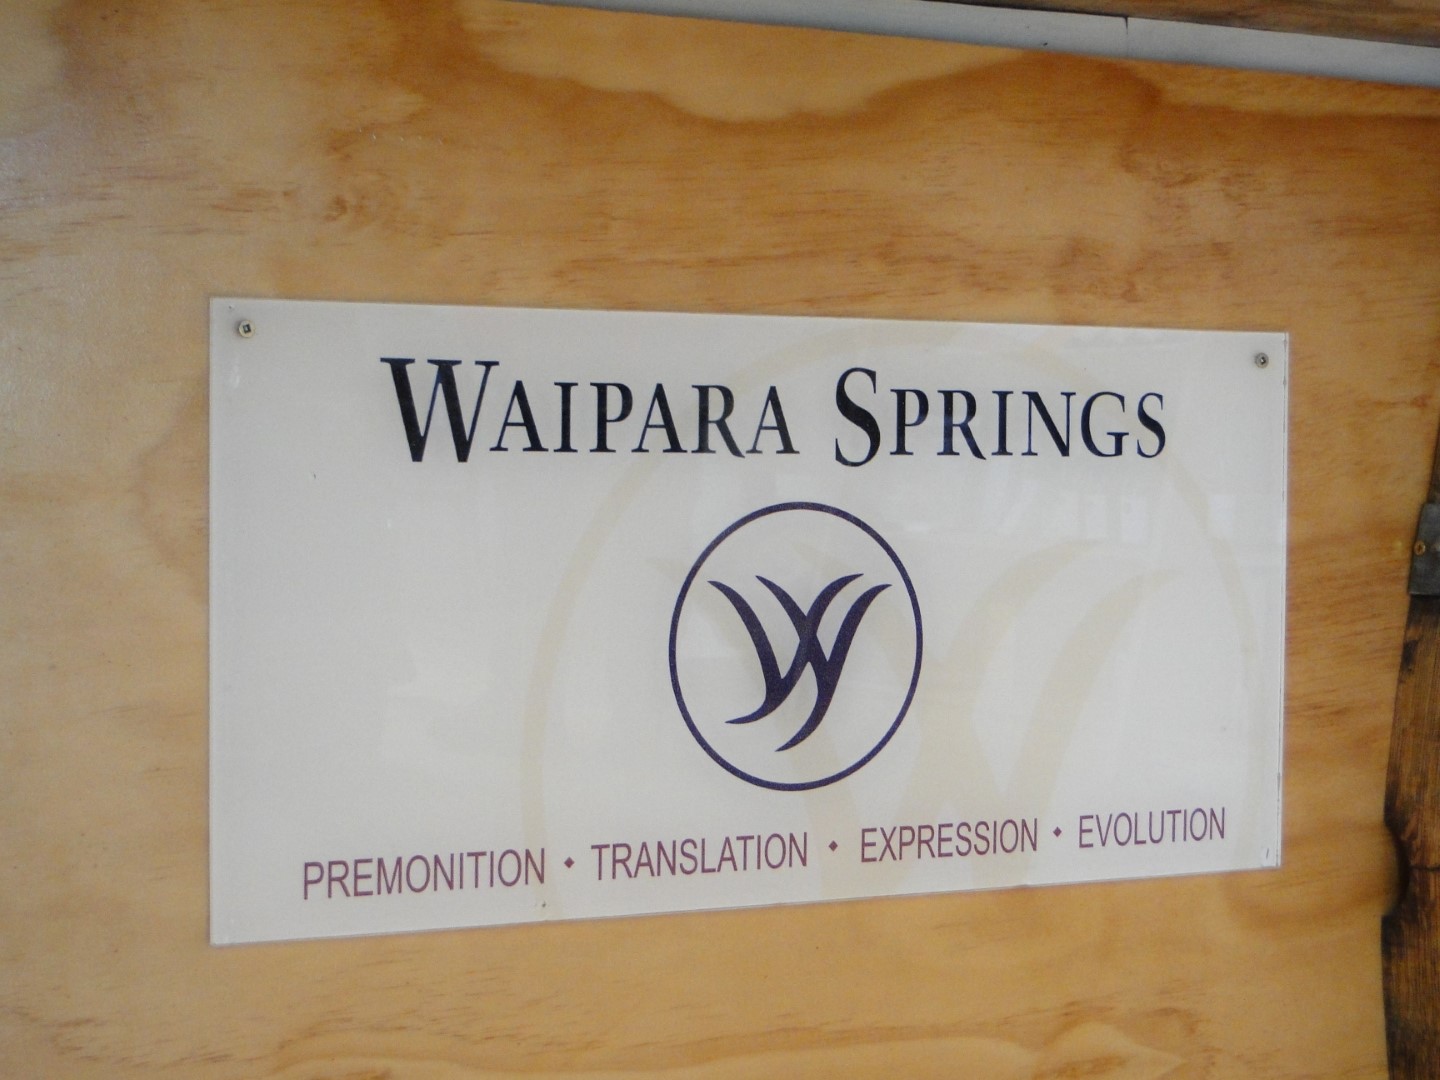 WAIPARA SPRINGS
W
PREMONITION • TRANSLATION • EXPRESSION • EVOLUTION